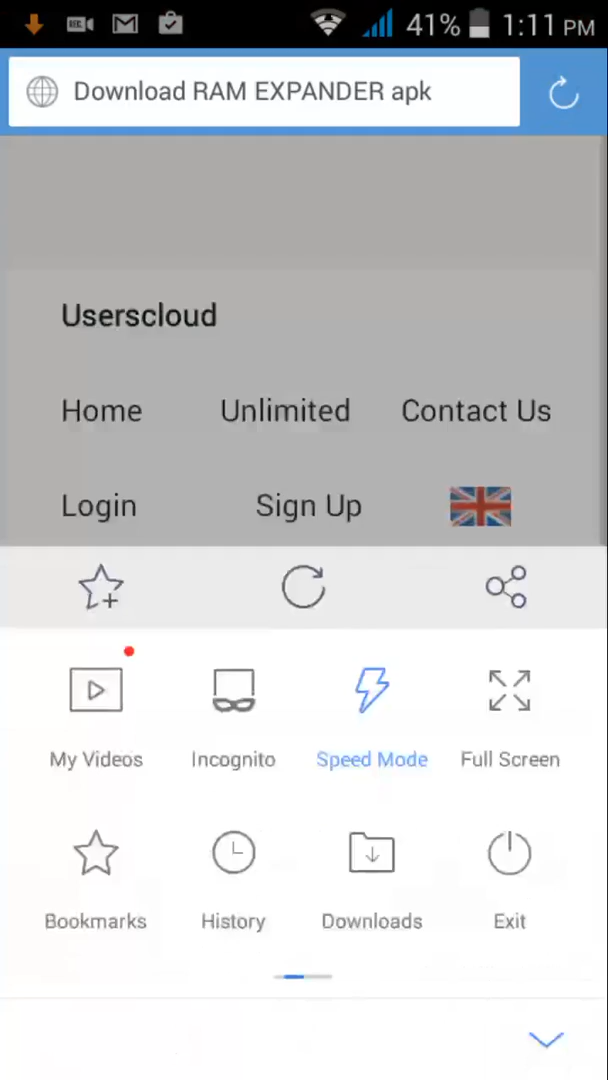 41% 1:11 PM
Download RAM EXPANDER apk
Userscloud
Home Unlimited Contact Us
Login Sign Up
My Videos Incognito Speed Mode Full Screen
Bookmarks History Downloads Exit